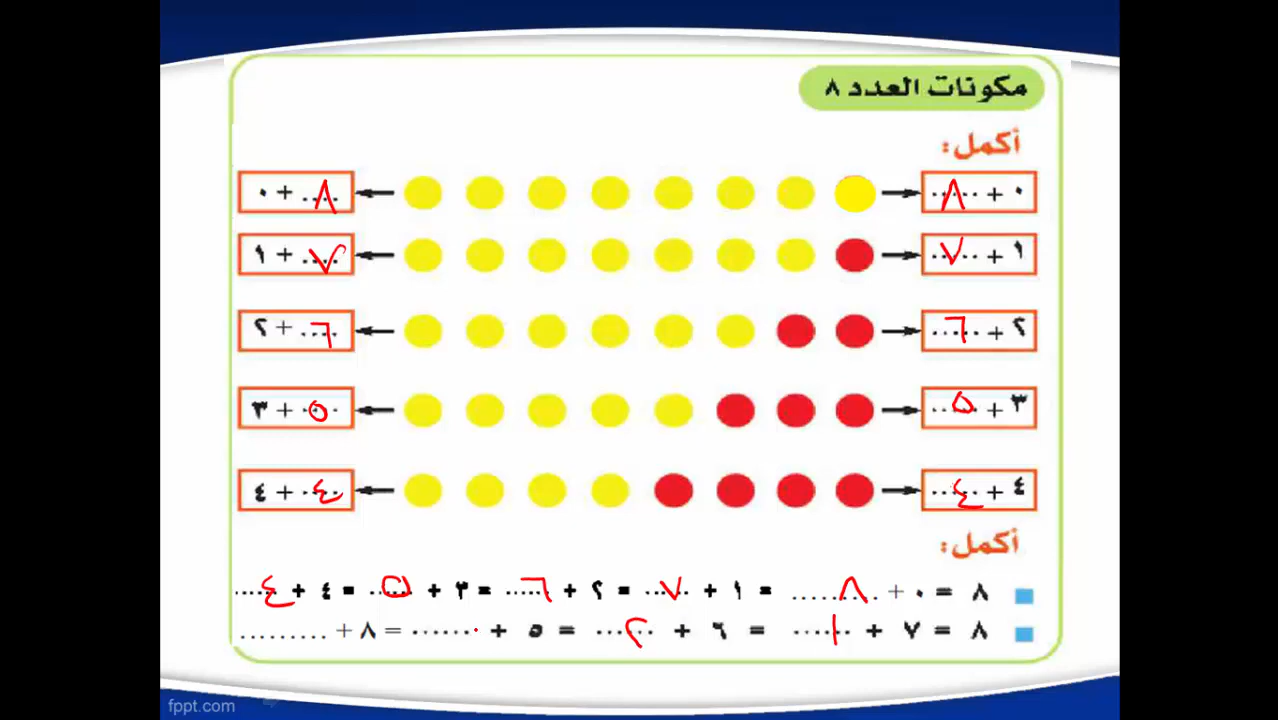 مكونات العدد ٨
أكمل:
٠ + ٨ ..... ٨ + ٠
١ + ٧ ..... ٧ + ١
٢ + ٦ ..... ٦ + ٢
٣ + ٥ ..... ٥ + ٣
٤ + ٤ ..... ٤ + ٤
أكمل:
٨ = ٠ + ٨ = ١ + ٧ = ٢ + ٦ = ٣ + ٥ = ٤ + ٤
٨ = ٧ + ١ = ٦ + ٢ = ٥ + ....... = ٨ + .........
fppt.com